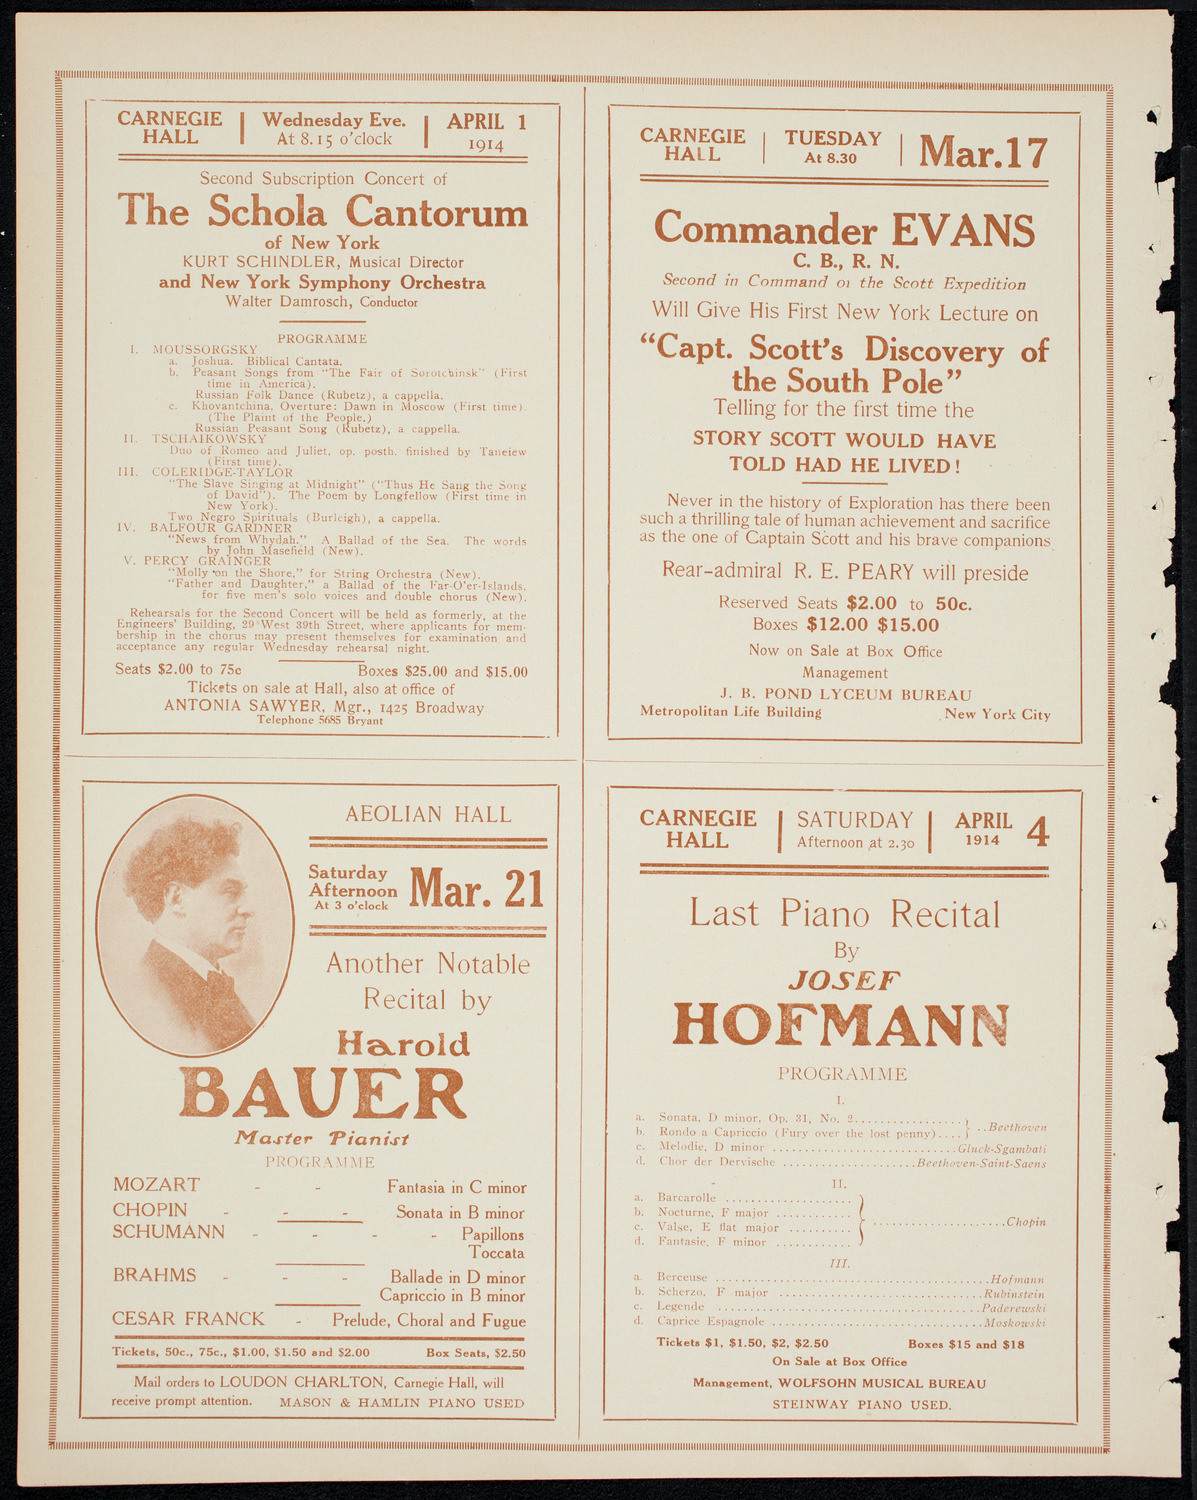 CARNEGIE HALL
Wednesday Eve.
At 8.15 o'clock
APRIL 1
1914
Second Subscription Concert of
The Schola Cantorum
of New York
KURT SCHINDLER, Musical Director
and New York Symphony Orchestra
Walter Damrosch, Conductor
PROGRAMME
I. MOUSSORGSKY
a. Joshua. Biblical Cantata.
b. Peasant Songs from "The Fair of Sorotchinsk" (First
time in America).
Russian Folk Dance (Rubetz), a cappella.
c. Khovantchina, Overture: Dawn in Moscow (First time).
(The Plaint of the People.)
Russian Peasant Song (Rubetz), a cappella.
II. TSCHAIKOWSKY
Duo of Romeo and Juliet, op. posth. finished by Taneiew
(First time).
III. COLERIDGE-TAYLOR
"The Slave Singing at Midnight" ("Thus He Sang the Song
of David"). The Poem by Longfellow (First time in
New York).
Two Negro Spirituals (Burleigh), a cappella.
IV. BALFOUR GARDNER
"News from Whydah." A Ballad of the Sea. The words
by John Masefield (New).
V. PERCY GRAINGER
"Molly on the Shore," for String Orchestra (New).
"Father and Daughter," a Ballad of the Far-O'er-Islands,
for five men's solo voices and double chorus (New).
Rehearsals for the Second Concert will be held as formerly, at the
Engineers' Building, 29 West 39th Street, where applicants for mem-
bership in the chorus may present themselves for examination and
acceptance any regular Wednesday rehearsal night.
Seats $2.00 to 75c Boxes $25.00 and $15.00
Tickets on sale at Hall, also at office of
ANTONIA SAWYER, Mgr., 1425 Broadway
Telephone 5685 Bryant
CARNEGIE HALL
TUESDAY
At 8.30
Mar. 17
Commander EVANS
C. B., R. N.
Second in Command of the Scott Expedition
Will Give His First New York Lecture on
"Capt. Scott's Discovery of
the South Pole"
Telling for the first time the
STORY SCOTT WOULD HAVE
TOLD HAD HE LIVED!
Never in the history of Exploration has there been
such a thrilling tale of human achievement and sacrifice
as the one of Captain Scott and his brave companions.
Rear-admiral R. E. PEARY will preside
Reserved Seats $2.00 to 50c.
Boxes $12.00 $15.00
Now on Sale at Box Office
Management
J. B. POND LYCEUM BUREAU
Metropolitan Life Building New York City
AEOLIAN HALL
Saturday
Afternoon
At 3 o'clock
Mar. 21
Another Notable
Recital by
Harold
BAUER
Master Pianist
PROGRAMME
MOZART - - Fantasia in C minor
CHOPIN - - - Sonata in B minor
SCHUMANN - - - - Papillons
Toccata
BRAHMS - - - Ballade in D minor
Capriccio in B minor
CESAR FRANCK - Prelude, Choral and Fugue
Tickets, 50c., 75c., $1.00, $1.50 and $2.00 Box Seats, $2.50
Mail orders to LOUDON CHARLTON, Carnegie Hall, will
receive prompt attention. MASON & HAMLIN PIANO USED
CARNEGIE HALL
SATURDAY
Afternoon at 2.30
APRIL 4
1914
Last Piano Recital
By
JOSEF
HOFMANN
PROGRAMME
I.
a. Sonata, D minor, Op. 31, No. 2
b. Rondo a Capriccio (Fury over the lost penny) .... } ..Beethoven
c. Melodie, D minor ............ Gluck-Sgambati
d. Chor der Dervische ............ Beethoven-Saint-Saens
II.
a. Barcarolle
b. Nocturne, F major
c. Valse, E flat major } ............ Chopin
d. Fantasie, F minor
III.
a. Berceuse ............ Hofmann
b. Scherzo, F major ............ Rubinstein
c. Legende ............ Paderewski
d. Caprice Espagnole ............ Moskowski
Tickets $1, $1.50, $2, $2.50 Boxes $15 and $18
On Sale at Box Office
Management, WOLFSOHN MUSICAL BUREAU
STEINWAY PIANO USED.